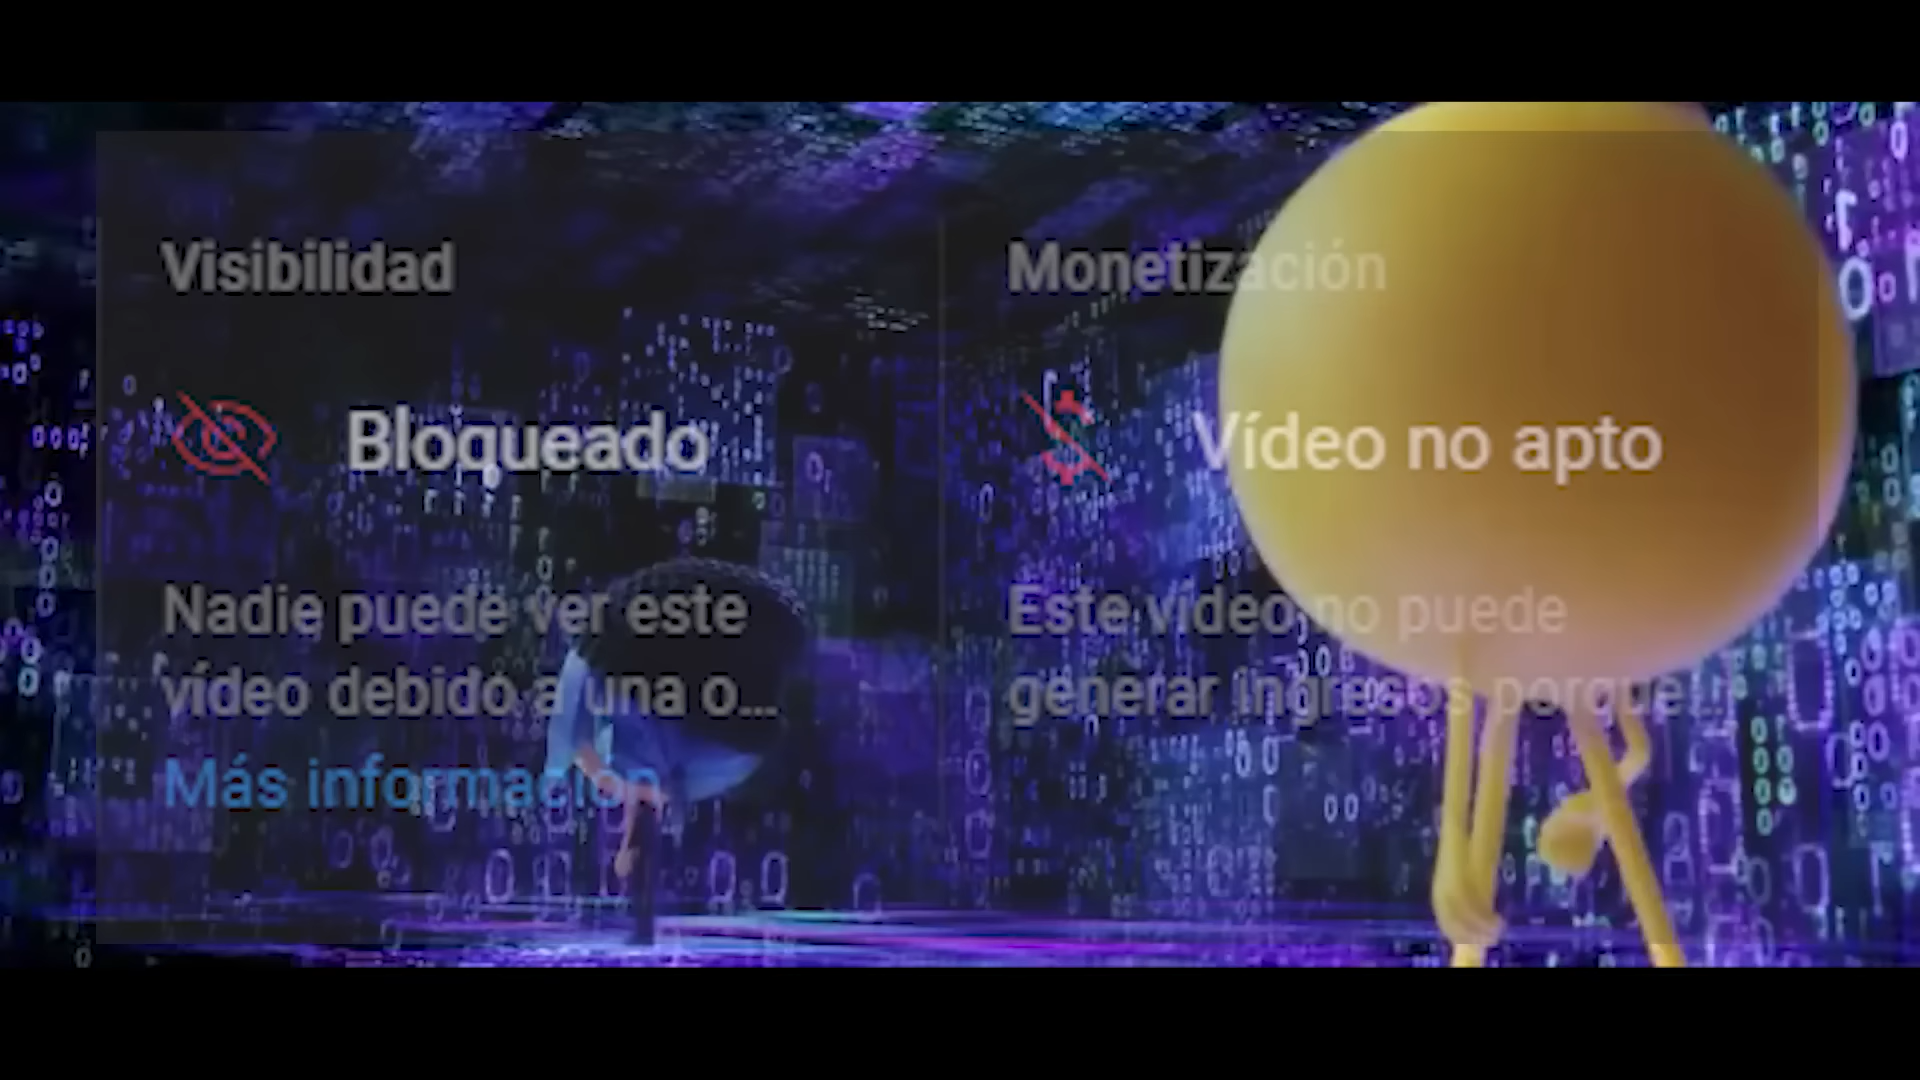 Visibilidad
Monetización
Bloqueado
Vídeo no apto
Nadie puede ver este
vídeo debido a una o...
Más información
Este vídeo no puede
generar ingresos porque...